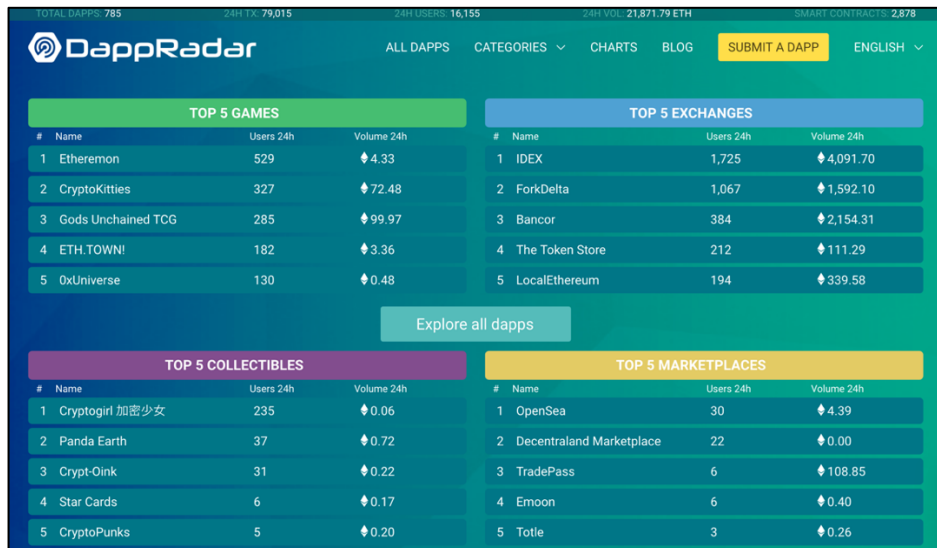 TOTAL DAPPS: 785 24H TX: 79,015 24H USERS: 16,155 24H VOL: 21,871.79 ETH SMART CONTRACTS: 2,878
DappRadar ALL DAPPS CATEGORIES CHARTS BLOG SUBMIT A DAPP ENGLISH
TOP 5 GAMES
# Name Users 24h Volume 24h
1 Etheremon 529 4.33
2 CryptoKitties 327 72.48
3 Gods Unchained TCG 285 99.97
4 ETH.TOWN! 182 3.36
5 0xUniverse 130 0.48
TOP 5 EXCHANGES
# Name Users 24h Volume 24h
1 IDEX 1,725 4,091.70
2 ForkDelta 1,067 1,592.10
3 Bancor 384 2,154.31
4 The Token Store 212 111.29
5 LocalEthereum 194 339.58
Explore all dapps
TOP 5 COLLECTIBLES
# Name Users 24h Volume 24h
1 Cryptogirl 加密少女 235 0.06
2 Panda Earth 37 0.72
3 Crypt-Oink 31 0.22
4 Star Cards 6 0.17
5 CryptoPunks 5 0.20
TOP 5 MARKETPLACES
# Name Users 24h Volume 24h
1 OpenSea 30 4.39
2 Decentraland Marketplace 22 0.00
3 TradePass 6 108.85
4 Emoon 6 0.40
5 Totle 3 0.26